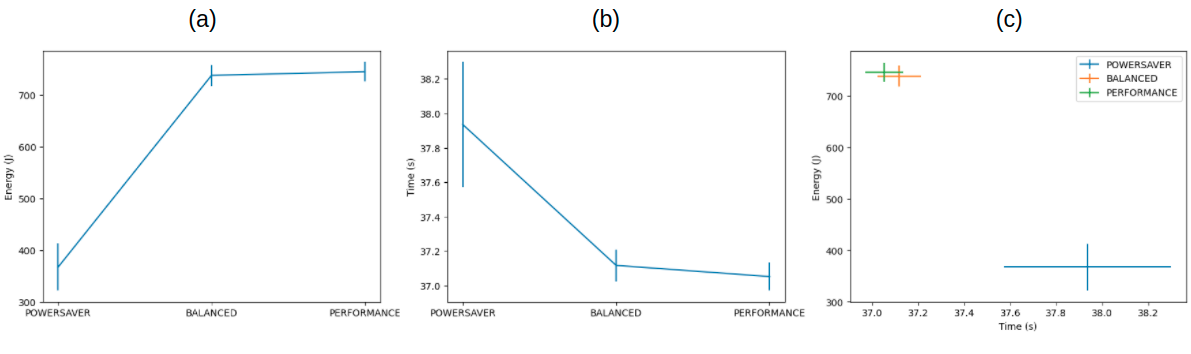 (a)
Energy (J)
700
600
500
400
300
POWERSAVER
BALANCED
PERFORMANCE
(b)
Time (s)
38.2
38.0
37.8
37.6
37.4
37.2
37.0
POWERSAVER
BALANCED
PERFORMANCE
(c)
POWERSAVER
BALANCED
PERFORMANCE
Energy (J)
700
600
500
400
300
37.0 37.2 37.4 37.6 37.8 38.0 38.2
Time (s)